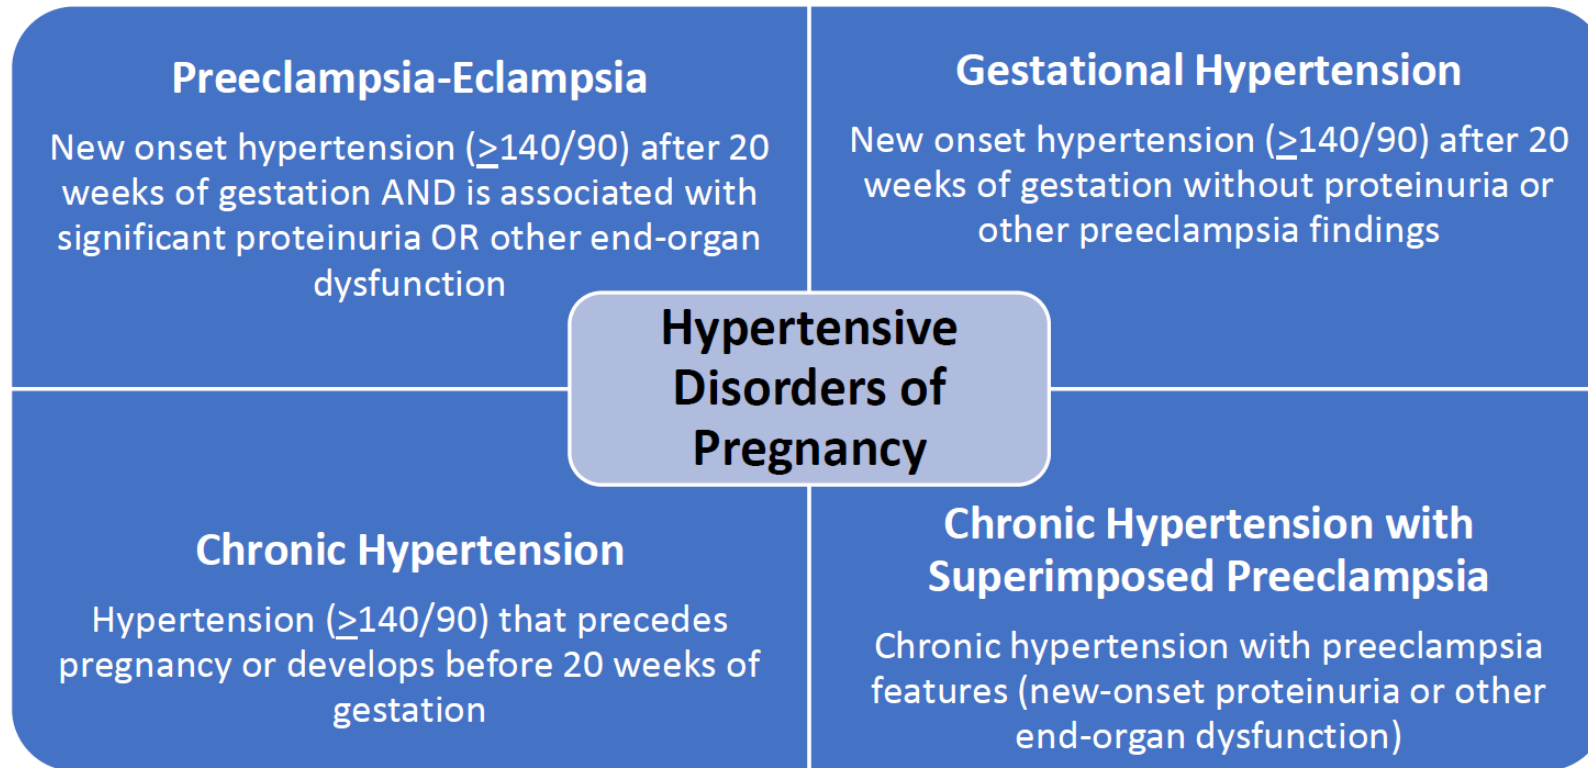 Preeclampsia-Eclampsia
New onset hypertension (≥140/90) after 20
weeks of gestation AND is associated with
significant proteinuria OR other end-organ
dysfunction
Gestational Hypertension
New onset hypertension (≥140/90) after 20
weeks of gestation without proteinuria or
other preeclampsia findings
Hypertensive
Disorders of
Pregnancy
Chronic Hypertension
Hypertension (≥140/90) that precedes
pregnancy or develops before 20 weeks of
gestation
Chronic Hypertension with
Superimposed Preeclampsia
Chronic hypertension with preeclampsia
features (new-onset proteinuria or other
end-organ dysfunction)